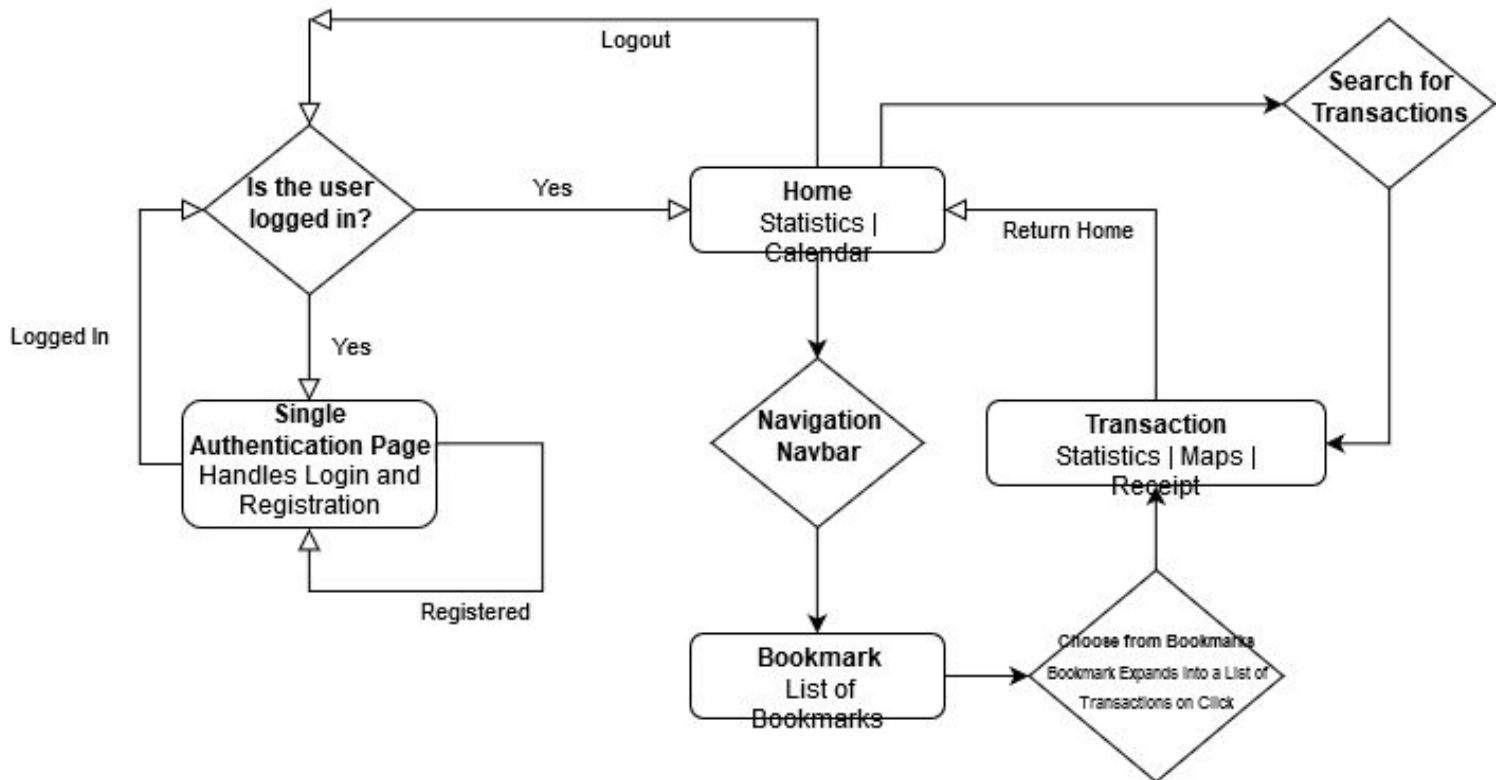 Logout
Search for
Transactions
Is the user
logged in?
Yes
Home
Statistics |
Calendar
Return Home
Logged In
Yes
Single
Authentication Page
Handles Login and
Registration
Navigation
Navbar
Transaction
Statistics | Maps |
Receipt
Registered
Bookmark
List of
Bookmarks
Choose from Bookmarks
Bookmark Expands Into a List of
Transactions on Click